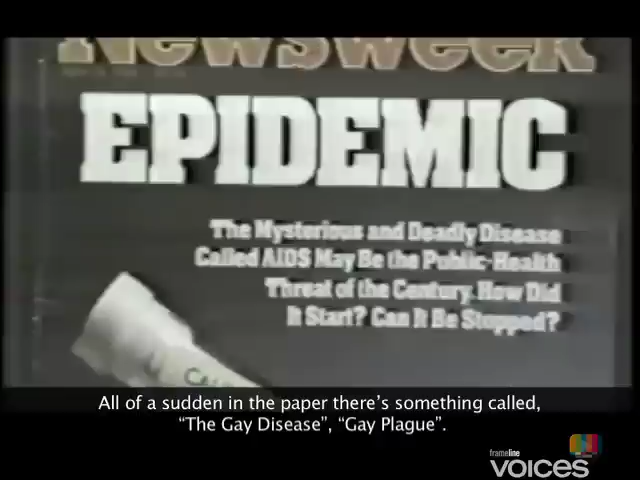 Newsweek
EPIDEMIC
The Mysterious and Deadly Disease
Called AIDS May Be the Public-Health
Threat of the Century. How Did
It Start? Can It Be Stopped?
All of a sudden in the paper there's something called,
“The Gay Disease”, “Gay Plague”.
frameline
VOICES